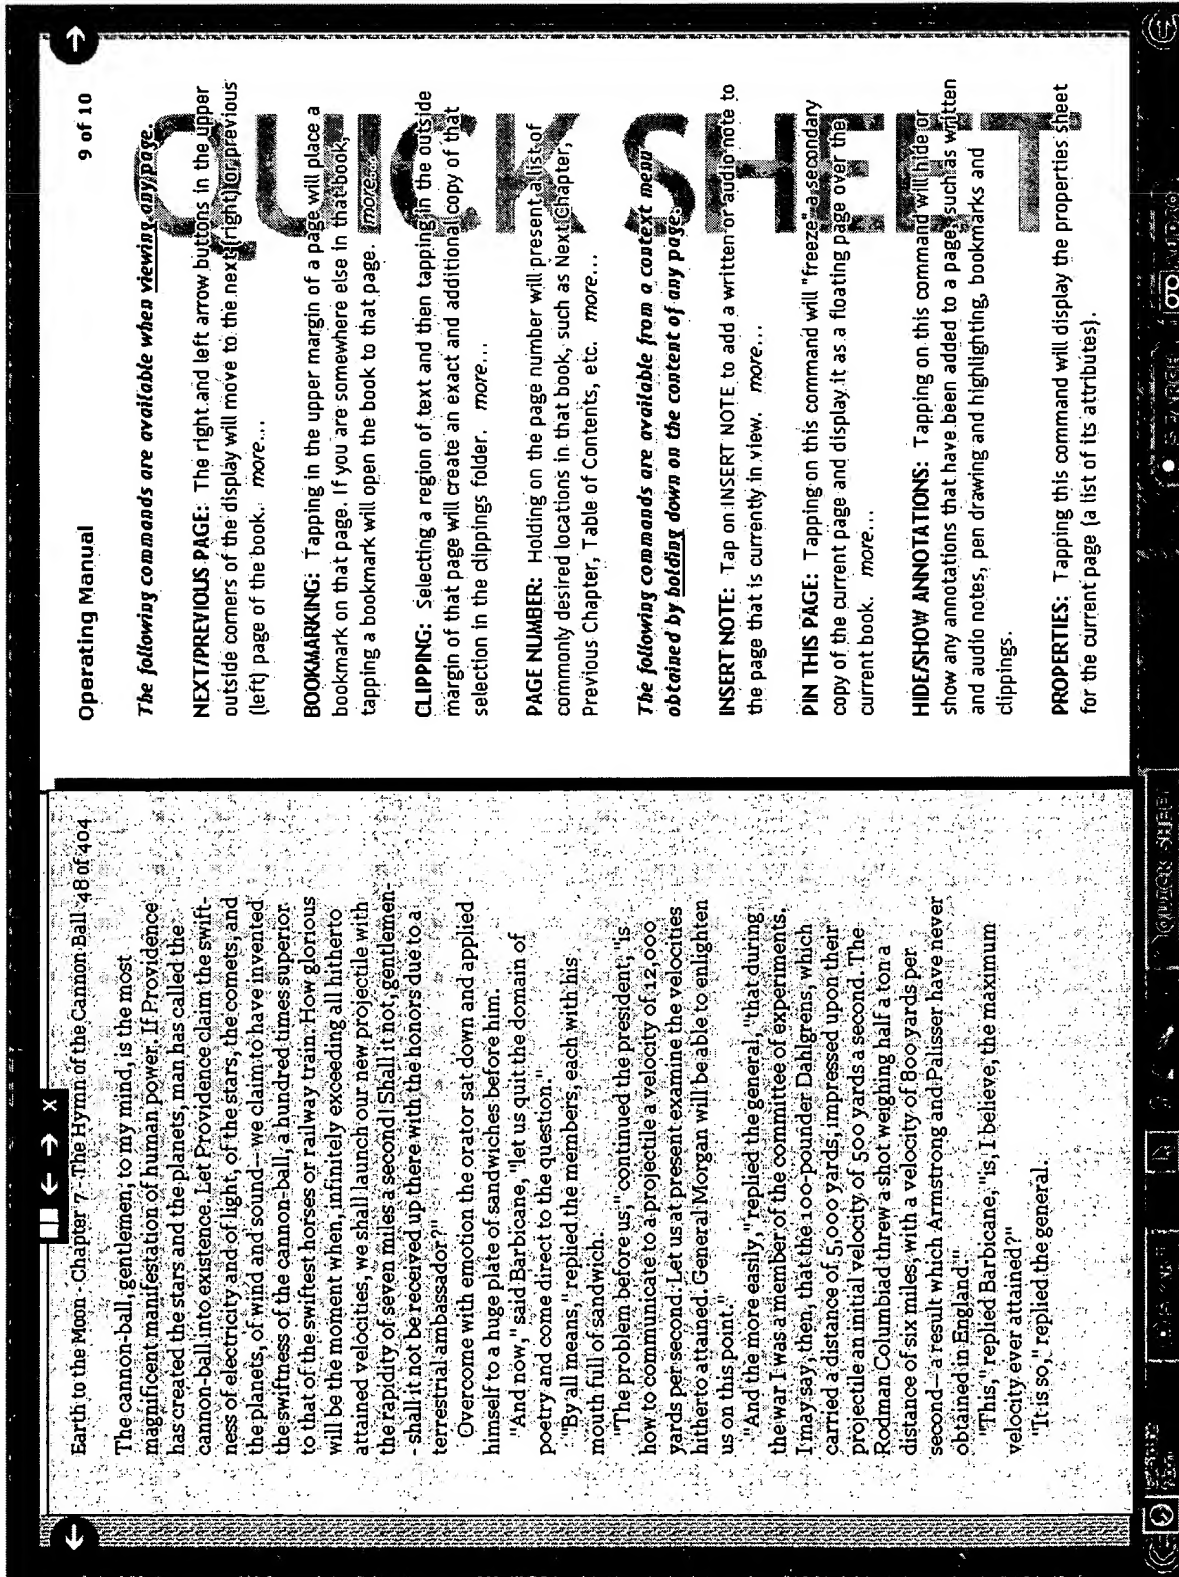 Earth to the Moon - Chapter 7 - The Hymn of the Cannon-Ball 48 of 404
The cannon-ball, gentlemen, to my mind, is the most
magnificent manifestation of human power. If Providence
has created the stars and the planets, man has called the
cannon-ball into existence. Let Providence claim the swift-
ness of electricity and of light, of the stars, the comets, and
the planets, of wind and sound-- we claim to have invented
the swiftness of the cannon-ball, a hundred times superior
to that of the swiftest horses or railway train. How glorious
will be the moment when, infinitely exceeding all hitherto
attained velocities, we shall launch our new projectile with
the rapidity of seven miles a second! Shall it not, gentlemen-
- shall it not be received up there with the honors due to a
terrestrial ambassador?"
Overcome with emotion the orator sat down and applied
himself to a huge plate of sandwiches before him.
"And now," said Barbicane, "let us quit the domain of
poetry and come direct to the question."
"By all means," replied the members, each with his
mouth full of sandwich.
"The problem before us," continued the president, "is
how to communicate to a projectile a velocity of 12,000
yards per second. Let us at present examine the velocities
hitherto attained. General Morgan will be able to enlighten
us on this point."
"And the more easily," replied the general, "that during
the war I was a member of the committee of experiments.
I may say, then, that the 100-pounder Dahlgrens, which
carried a distance of 5,000 yards, impressed upon their
projectile an initial velocity of 500 yards a second. The
Rodman Columbiad threw a shot weighing half a ton a
distance of six miles, with a velocity of 800 yards per
second-- a result which Armstrong and Palisser have never
obtained in England."
"This," replied Barbicane, "is, I believe, the maximum
velocity ever attained?"
"It is so," replied the general.
Operating Manual 9 of 10
QUICK SHEET
The following commands are available when viewing any page.
NEXT/PREVIOUS PAGE: The right and left arrow buttons in the upper
outside corners of the display will move to the next (right) or previous
(left) page of the book. more...
BOOKMARKING: Tapping in the upper margin of a page will place a
bookmark on that page. If you are somewhere else in that book,
tapping a bookmark will open the book to that page. more...
CLIPPING: Selecting a region of text and then tapping in the outside
margin of that page will create an exact and additional copy of that
selection in the clippings folder. more...
PAGE NUMBER: Holding on the page number will present a list of
commonly desired locations in that book, such as Next Chapter,
Previous Chapter, Table of Contents, etc. more...
The following commands are available from a context menu
obtained by holding down on the content of any page.
INSERT NOTE: Tap on INSERT NOTE to add a written or audio note to
the page that is currently in view. more...
PIN THIS PAGE: Tapping on this command will "freeze" a secondary
copy of the current page and display it as a floating page over the
current book. more...
HIDE/SHOW ANNOTATIONS: Tapping on this command will hide or
show any annotations that have been added to a page, such as written
and audio notes, pen drawing and highlighting, bookmarks and
clippings.
PROPERTIES: Tapping this command will display the properties sheet
for the current page (a list of its attributes).
QUICK SHEET
SEARCH
AUDIO